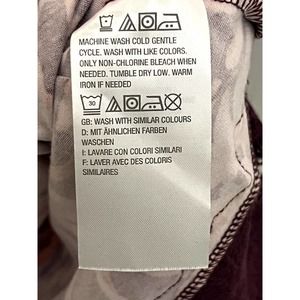 MACHINE WASH COLD GENTLE
CYCLE. WASH WITH LIKE COLORS.
ONLY NON-CHLORINE BLEACH WHEN
NEEDED. TUMBLE DRY LOW. WARM
IRON IF NEEDED
30
GB: WASH WITH SIMILAR COLOURS
D: MIT ÄHNLICHEN FARBEN
WASCHEN
I: LAVARE CON COLORI SIMILARI
F: LAVER AVEC DES COLORIS
SIMILAIRES